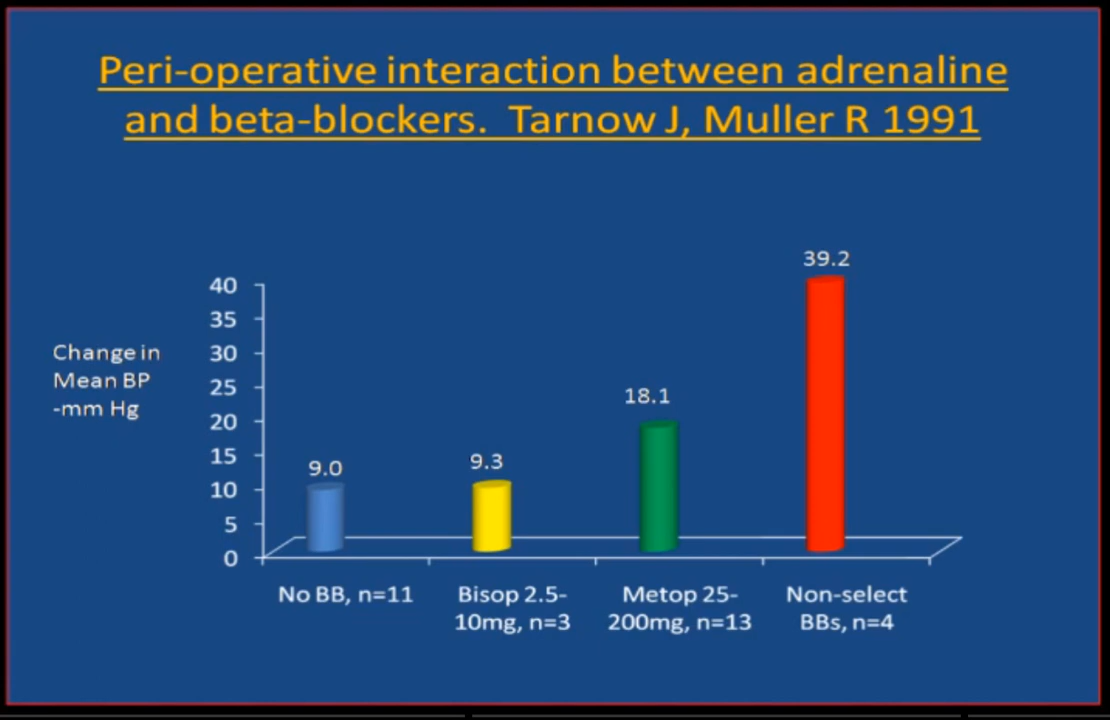 Peri-operative interaction between adrenaline
and beta-blockers. Tarnow J, Muller R 1991
39.2
40
35
Change in
Mean BP
-mm Hg
30
25
18.1
20
15
9.0
9.3
10
5
0
No BB, n=11
Bisop 2.5-
10mg, n=3
Metop 25-
200mg, n=13
Non-select
BBs, n=4